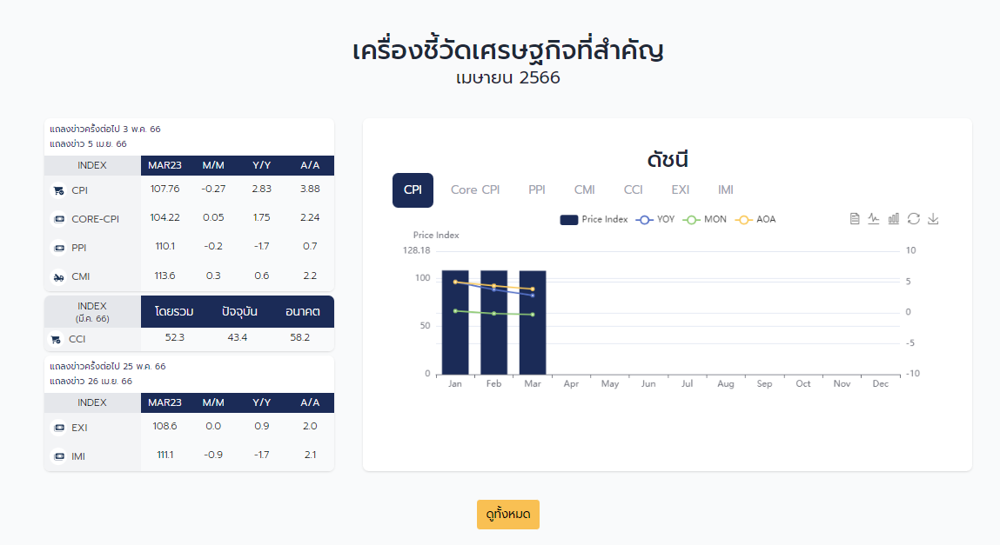 เครื่องชี้วัดเศรษฐกิจที่สำคัญ
เมษายน 2566
แถลงข่าวครั้งต่อไป 3 พ.ค. 66
แถลงข่าว 5 เม.ย. 66
INDEX MAR23 M/M Y/Y A/A
CPI 107.76 -0.27 2.83 3.88
CORE-CPI 104.22 0.05 1.75 2.24
PPI 110.1 -0.2 -1.7 0.7
CMI 113.6 0.3 0.6 2.2
INDEX
(มี.ค. 66) โดยรวม ปัจจุบัน อนาคต
CCI 52.3 43.4 58.2
แถลงข่าวครั้งต่อไป 25 พ.ค. 66
แถลงข่าว 26 เม.ย. 66
INDEX MAR23 M/M Y/Y A/A
EXI 108.6 0.0 0.9 2.0
IMI 111.1 -0.9 -1.7 2.1
ดัชนี
CPI Core CPI PPI CMI CCI EXI IMI
Price Index YOY MON AOA
Price Index
128.18 10
100 5
0
50
-5
0 -10
Jan Feb Mar Apr May Jun Jul Aug Sep Oct Nov Dec
ดูทั้งหมด